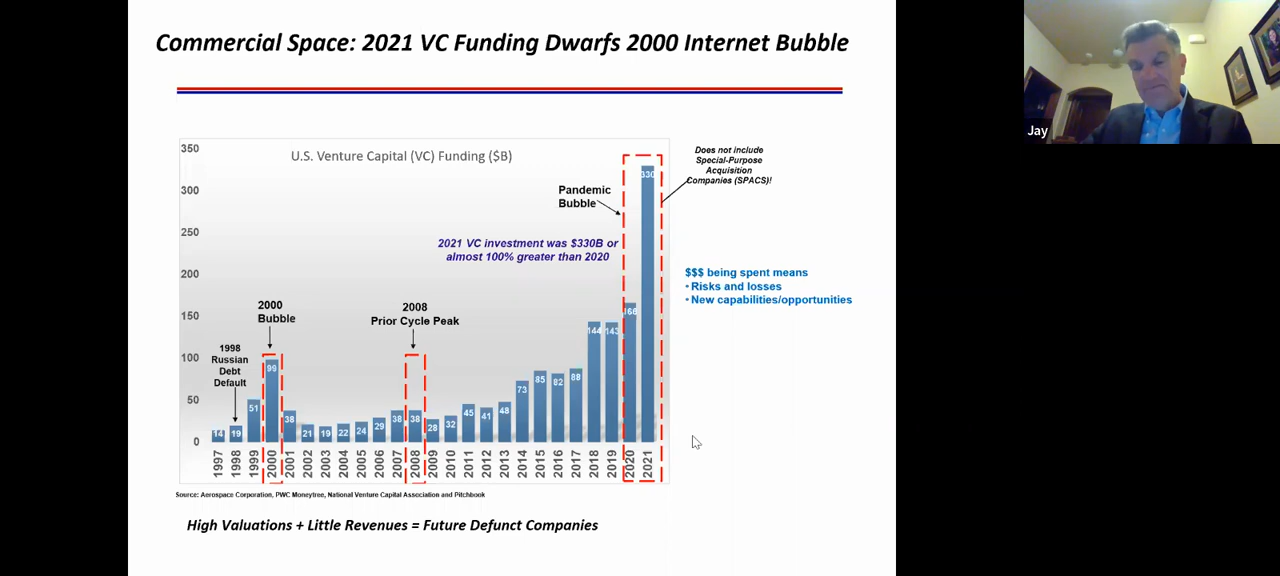 Commercial Space: 2021 VC Funding Dwarfs 2000 Internet Bubble
Jay
U.S. Venture Capital (VC) Funding ($B)
350
300
250
200
150
100
50
0
Does not include
Special-Purpose
Acquisition
Companies (SPACS)!
Pandemic
Bubble
2021 VC investment was $330B or
almost 100% greater than 2020
$$$ being spent means
• Risks and losses
• New capabilities/opportunities
2000
Bubble
2008
Prior Cycle Peak
1998
Russian
Debt
Default
14
19
51
99
38
21
19
22
24
29
38
38
28
32
45
41
48
73
85
82
88
144
143
166
330
1997
1998
1999
2000
2001
2002
2003
2004
2005
2006
2007
2008
2009
2010
2011
2012
2013
2014
2015
2016
2017
2018
2019
2020
2021
Source: Aerospace Corporation, PWC Moneytree, National Venture Capital Association and Pitchbook
High Valuations + Little Revenues = Future Defunct Companies